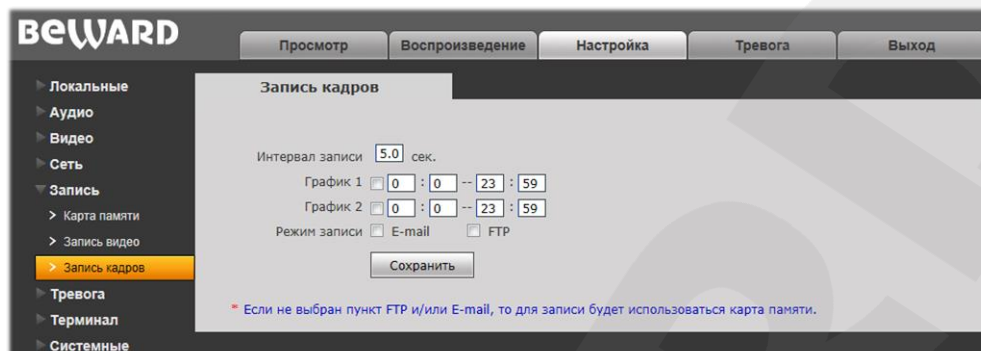 BEWARD
Просмотр Воспроизведение Настройка Тревога Выход
Локальные
Аудио
Видео
Сеть
Запись
> Карта памяти
> Запись видео
> Запись кадров
Тревога
Терминал
Системные
Запись кадров
Интервал записи 5.0 сек.
График 1 0 : 0 -- 23 : 59
График 2 0 : 0 -- 23 : 59
Режим записи E-mail FTP
Сохранить
* Если не выбран пункт FTP и/или E-mail, то для записи будет использоваться карта памяти.